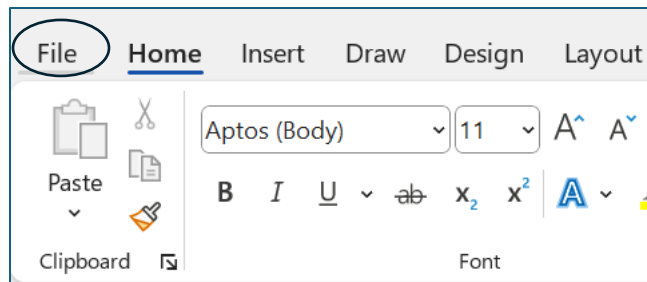 File Home Insert Draw Design Layout
Aptos (Body) 11 A A
Paste B I U ab x2 x2 A
Clipboard Font